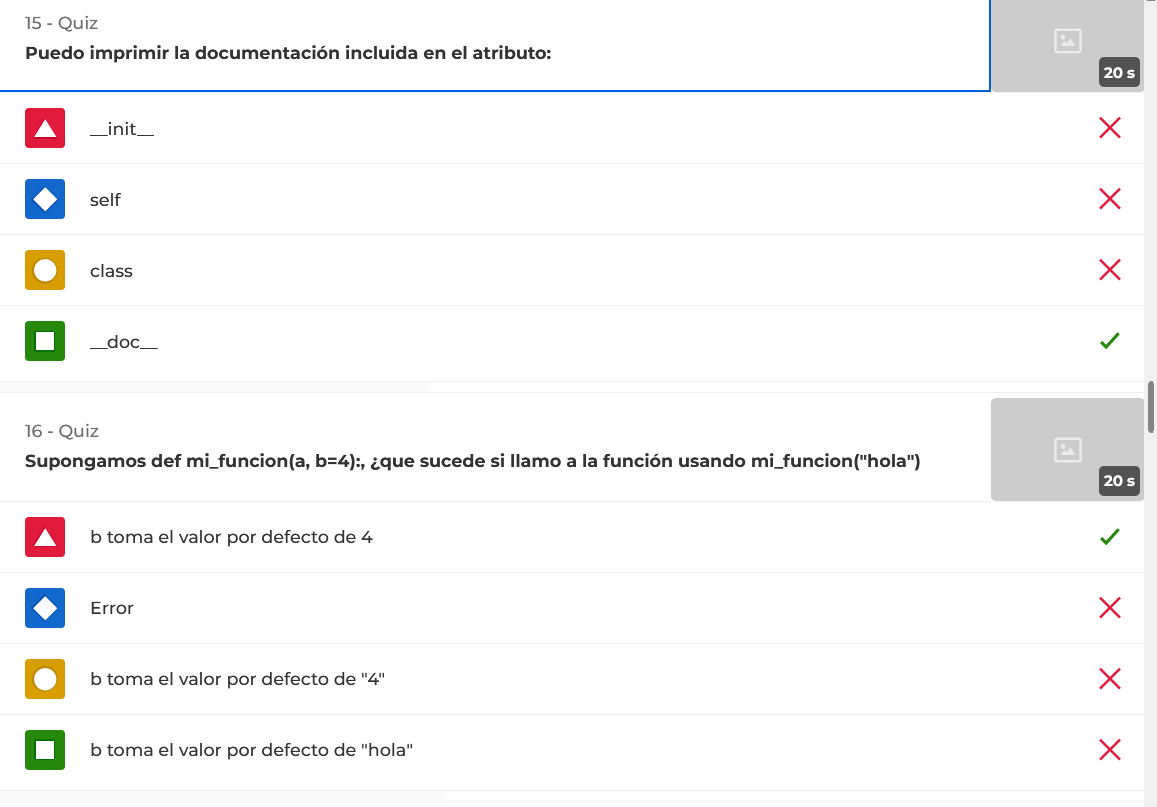 15 - Quiz
Puedo imprimir la documentación incluida en el atributo:
20 s
__init__
self
class
__doc__
16 - Quiz
Supongamos def mi_funcion(a, b=4):, ¿que sucede si llamo a la función usando mi_funcion("hola")
20 s
b toma el valor por defecto de 4
Error
b toma el valor por defecto de "4"
b toma el valor por defecto de "hola"